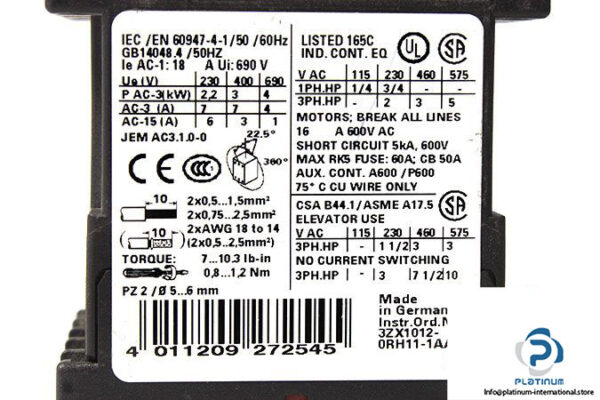 IEC /EN 60947-4-1/50 /60Hz
GB14048.4 /50HZ
Ie AC-1: 18 A Ui: 690 V
Ue (V) 230 400 690
P AC-3(kW) 2,2 3 4
AC-3 (A) 7 7 4
AC-15 (A) 6 3 1
JEM AC3.1.0-0
22.5°
360°
CE CCC
10 2x0,5...1,5mm²
2x0,75...2,5mm²
10 2xAWG 18 to 14
(2x0,5...2,5mm²)
TORQUE: 7...10.3 lb-in
0,8...1,2 Nm
PZ 2 / Ø 5...6 mm
4 011209 272545
LISTED 165C
IND. CONT. EQ
UL SA
V AC 115 230 460 575
1PH.HP 1/4 3/4 - -
3PH.HP - 2 3 5
MOTORS; BREAK ALL LINES
16 A 600V AC
SHORT CIRCUIT 5kA, 600V
MAX RK5 FUSE: 60A; CB 50A
AUX. CONT. A600 /P600
75° C CU WIRE ONLY
CSA B44.1/ ASME A17.5 SA
ELEVATOR USE
V AC 115 230 460 575
3PH.HP - 1 1/2 3 3
NO CURRENT SWITCHING
3PH.HP - 3 7 1/2 10
Made
in German
Instr.Ord.N
3ZX1012-
0RH11-1A
PLATINUM
Info@platinum-international.store